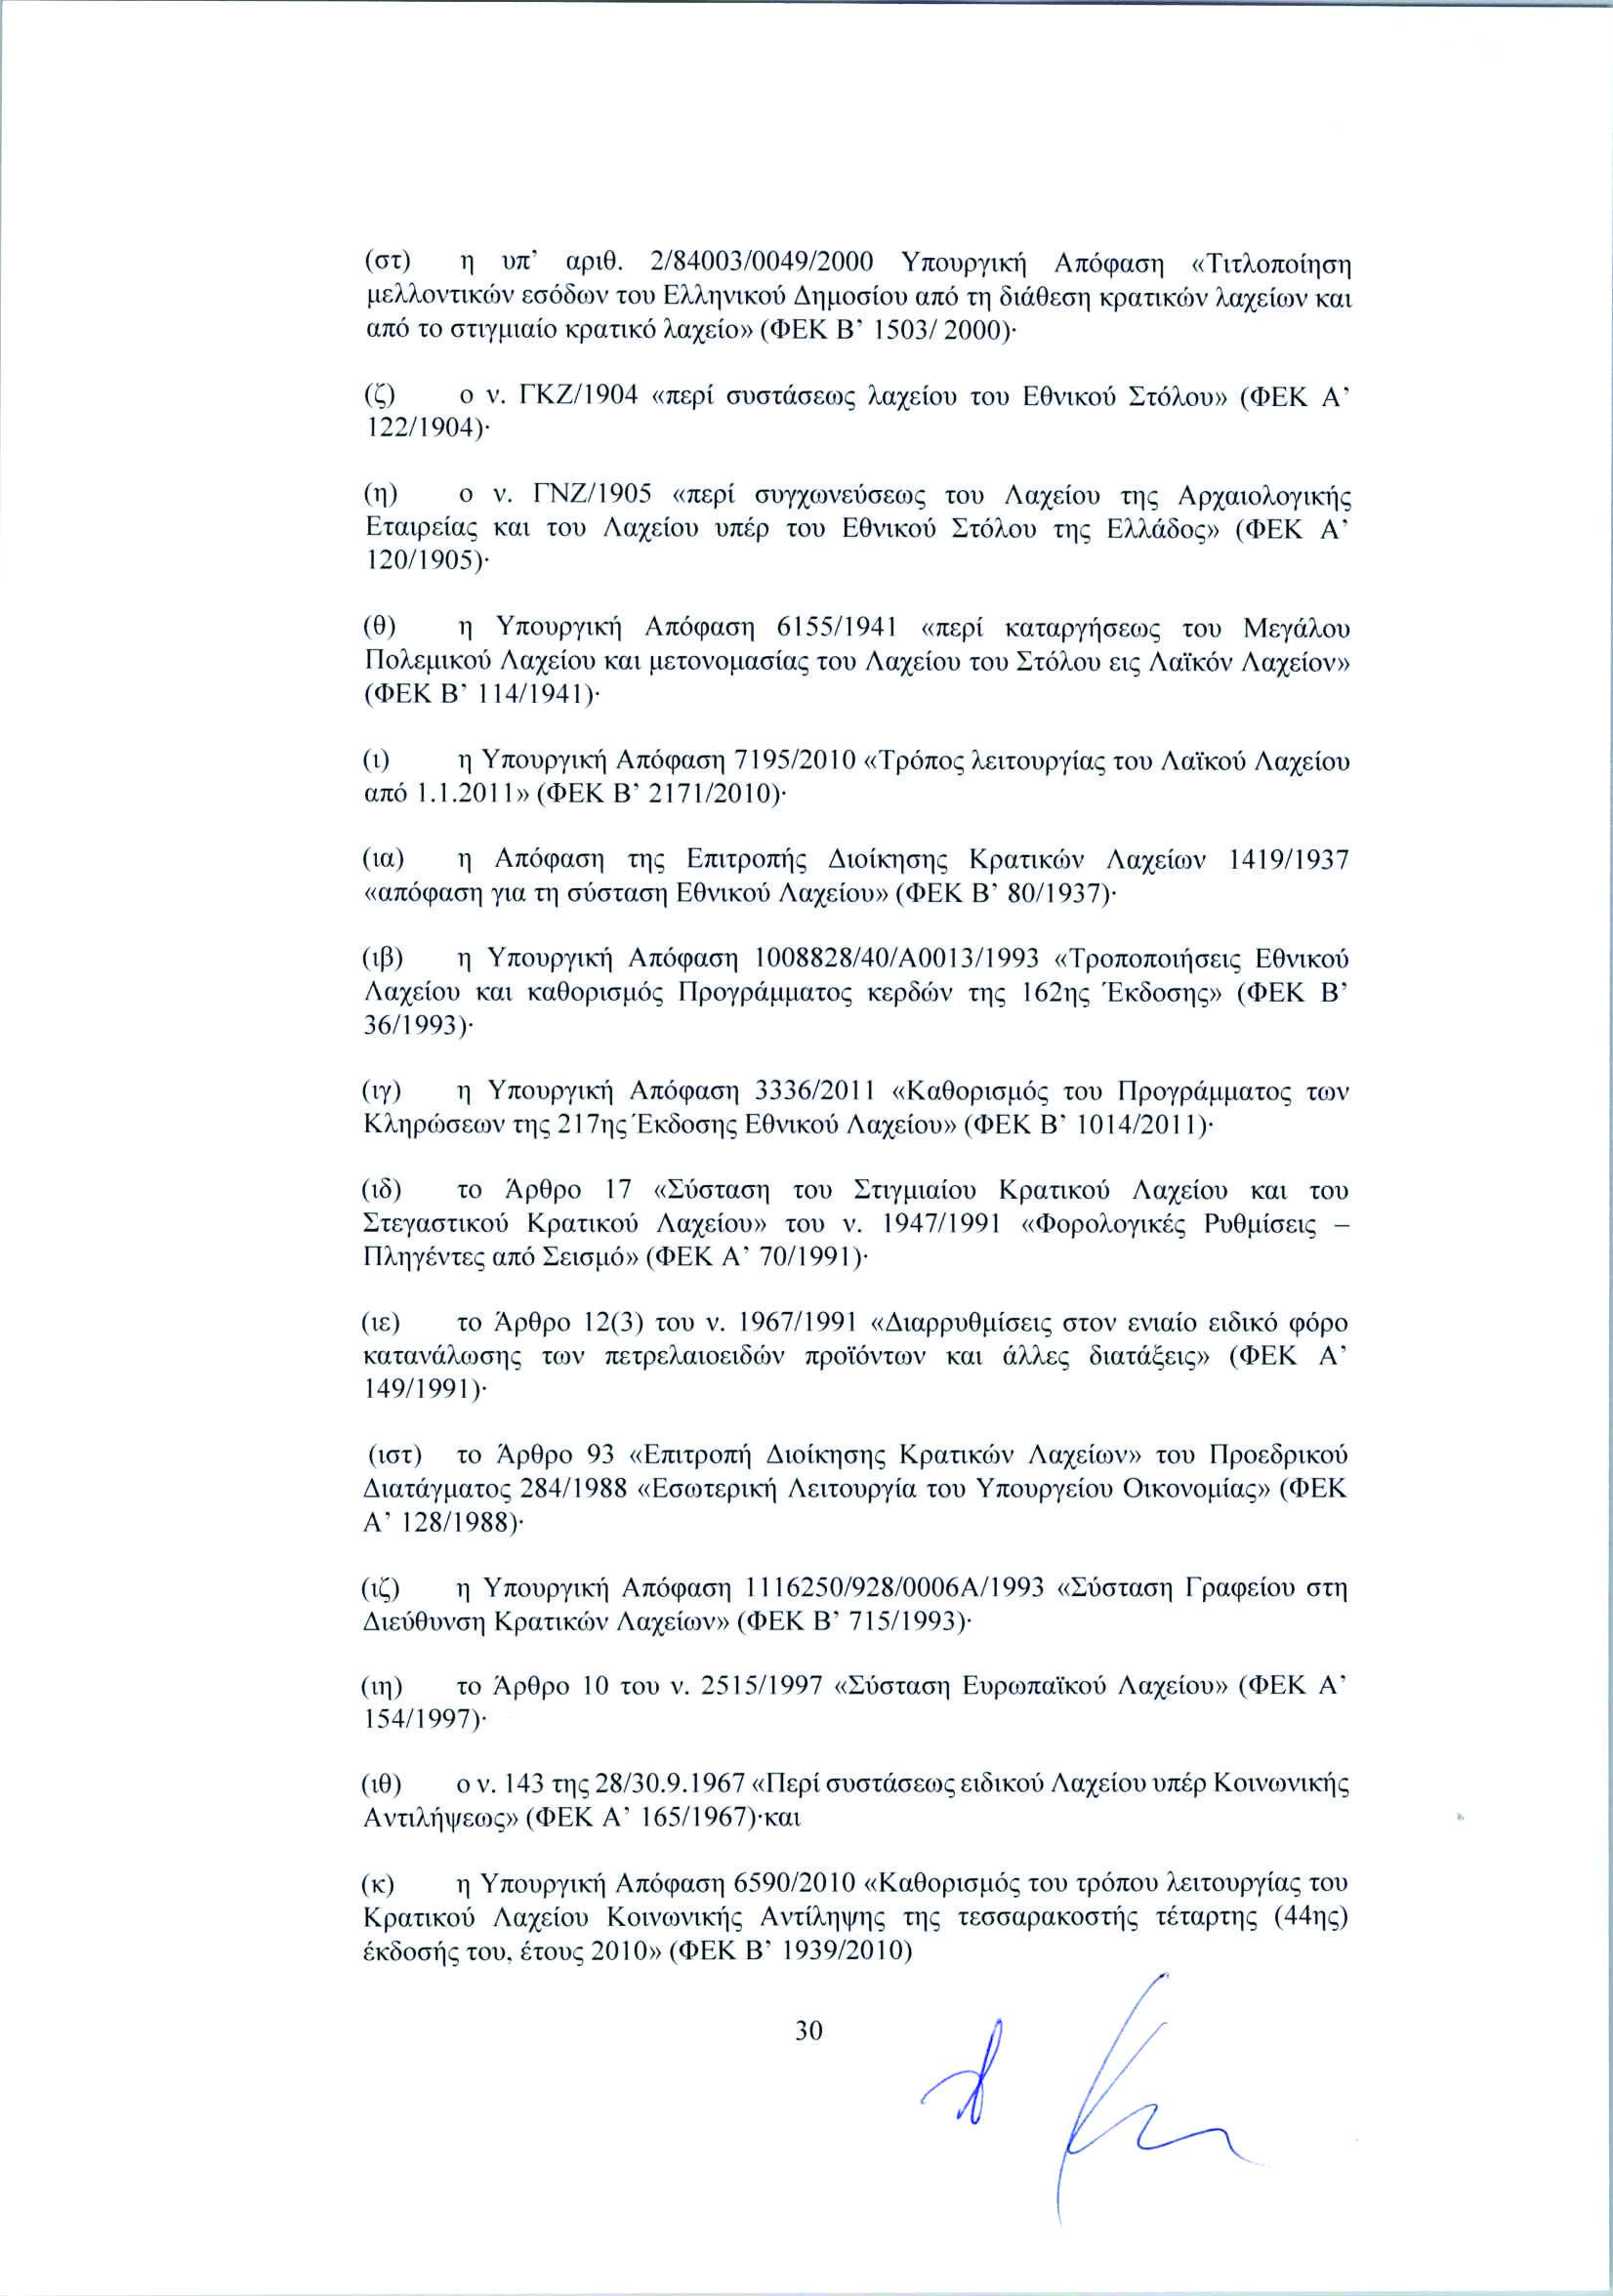 (στ) η υπ’ αριθ. 2/84003/0049/2000 Υπουργική Απόφαση «Τιτλοποίηση
μελλοντικών εσόδων του Ελληνικού Δημοσίου από τη διάθεση κρατικών λαχείων και
από το στιγμιαίο κρατικό λαχείο» (ΦΕΚ Β’ 1503/ 2000)·
(ζ) ο ν. ΓΚΖ/1904 «περί συστάσεως λαχείου του Εθνικού Στόλου» (ΦΕΚ Α’
122/1904)·
(η) ο ν. ΓΝΖ/1905 «περί συγχωνεύσεως του Λαχείου της Αρχαιολογικής
Εταιρείας και του Λαχείου υπέρ του Εθνικού Στόλου της Ελλάδος» (ΦΕΚ Α’
120/1905)·
(θ) η Υπουργική Απόφαση 6155/1941 «περί καταργήσεως του Μεγάλου
Πολεμικού Λαχείου και μετονομασίας του Λαχείου του Στόλου εις Λαϊκόν Λαχείον»
(ΦΕΚ Β’ 114/1941)·
(ι) η Υπουργική Απόφαση 7195/2010 «Τρόπος λειτουργίας του Λαϊκού Λαχείου
από 1.1.2011» (ΦΕΚ Β’ 2171/2010)·
(ια) η Απόφαση της Επιτροπής Διοίκησης Κρατικών Λαχείων 1419/1937
«απόφαση για τη σύσταση Εθνικού Λαχείου» (ΦΕΚ Β’ 80/1937)·
(ιβ) η Υπουργική Απόφαση 1008828/40/Α0013/1993 «Τροποποιήσεις Εθνικού
Λαχείου και καθορισμός Προγράμματος κερδών της 162ης Έκδοσης» (ΦΕΚ Β’
36/1993)·
(ιγ) η Υπουργική Απόφαση 3336/2011 «Καθορισμός του Προγράμματος των
Κληρώσεων της 217ης Έκδοσης Εθνικού Λαχείου» (ΦΕΚ Β’ 1014/2011)·
(ιδ) το Άρθρο 17 «Σύσταση του Στιγμιαίου Κρατικού Λαχείου και του
Στεγαστικού Κρατικού Λαχείου» του ν. 1947/1991 «Φορολογικές Ρυθμίσεις –
Πληγέντες από Σεισμό» (ΦΕΚ Α’ 70/1991)·
(ιε) το Άρθρο 12(3) του ν. 1967/1991 «Διαρρυθμίσεις στον ενιαίο ειδικό φόρο
κατανάλωσης των πετρελαιοειδών προϊόντων και άλλες διατάξεις» (ΦΕΚ Α’
149/1991)·
(ιστ) το Άρθρο 93 «Επιτροπή Διοίκησης Κρατικών Λαχείων» του Προεδρικού
Διατάγματος 284/1988 «Εσωτερική Λειτουργία του Υπουργείου Οικονομίας» (ΦΕΚ
Α’ 128/1988)·
(ιζ) η Υπουργική Απόφαση 1116250/928/0006Α/1993 «Σύσταση Γραφείου στη
Διεύθυνση Κρατικών Λαχείων» (ΦΕΚ Β’ 715/1993)·
(ιη) το Άρθρο 10 του ν. 2515/1997 «Σύσταση Ευρωπαϊκού Λαχείου» (ΦΕΚ Α’
154/1997)·
(ιθ) ο ν. 143 της 28/30.9.1967 «Περί συστάσεως ειδικού Λαχείου υπέρ Κοινωνικής
Αντιλήψεως» (ΦΕΚ Α’ 165/1967)·και
(κ) η Υπουργική Απόφαση 6590/2010 «Καθορισμός του τρόπου λειτουργίας του
Κρατικού Λαχείου Κοινωνικής Αντίληψης της τεσσαρακοστής τέταρτης (44ης)
έκδοσής του, έτους 2010» (ΦΕΚ Β’ 1939/2010)
30